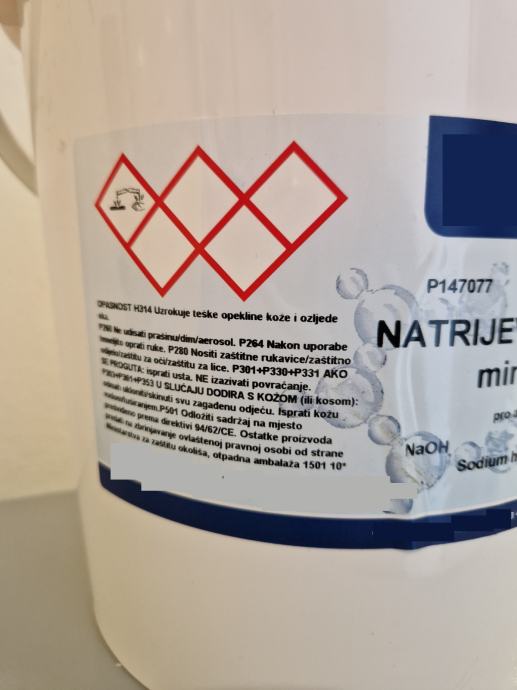 OPASNOST H314 Uzrokuje teške opekline kože i ozljede
oka.
P260 Ne udisati prašinu/dim/aerosol. P264 Nakon uporabe
temeljito oprati ruke. P280 Nositi zaštitne rukavice/zaštitno
odijelo/zaštitu za oči/zaštitu za lice. P301+P330+P331 AKO
SE PROGUTA: isprati usta. NE izazivati povraćanje.
P303+P361+P353 U SLUČAJU DODIRA S KOŽOM (ili kosom):
odmah ukloniti/skinuti svu zagađenu odjeću. Isprati kožu
vodom/tuširanjem.P501 Odložiti sadržaj na mjesto
propisano prema direktivi 94/62/CE. Ostatke proizvoda
predati na zbrinjavanje ovlaštenoj pravnoj osobi od strane
Ministarstva za zaštitu okoliša, otpadna ambalaža 1501 10*
P147077
NATRIJE
min
pro
NaOH
Sodium h